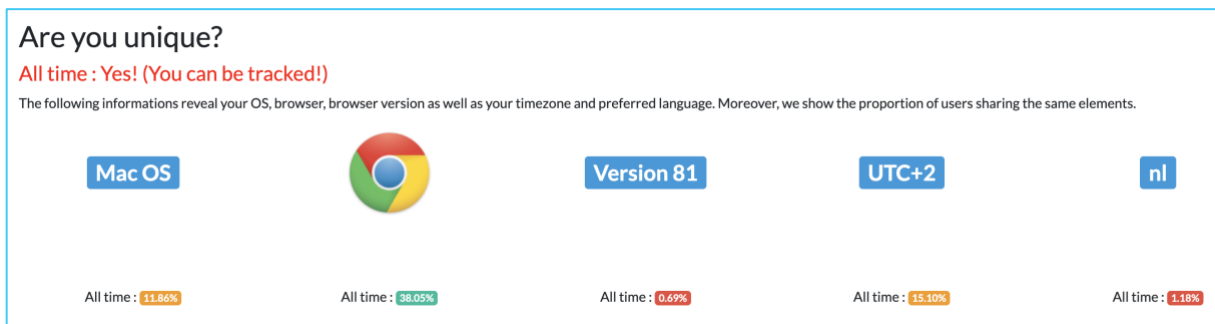 Are you unique?
All time : Yes! (You can be tracked!)
The following informations reveal your OS, browser, browser version as well as your timezone and preferred language. Moreover, we show the proportion of users sharing the same elements.
Mac OS Version 81 UTC+2 nl
All time : 11.86% All time : 38.05% All time : 0.69% All time : 15.10% All time : 1.18%